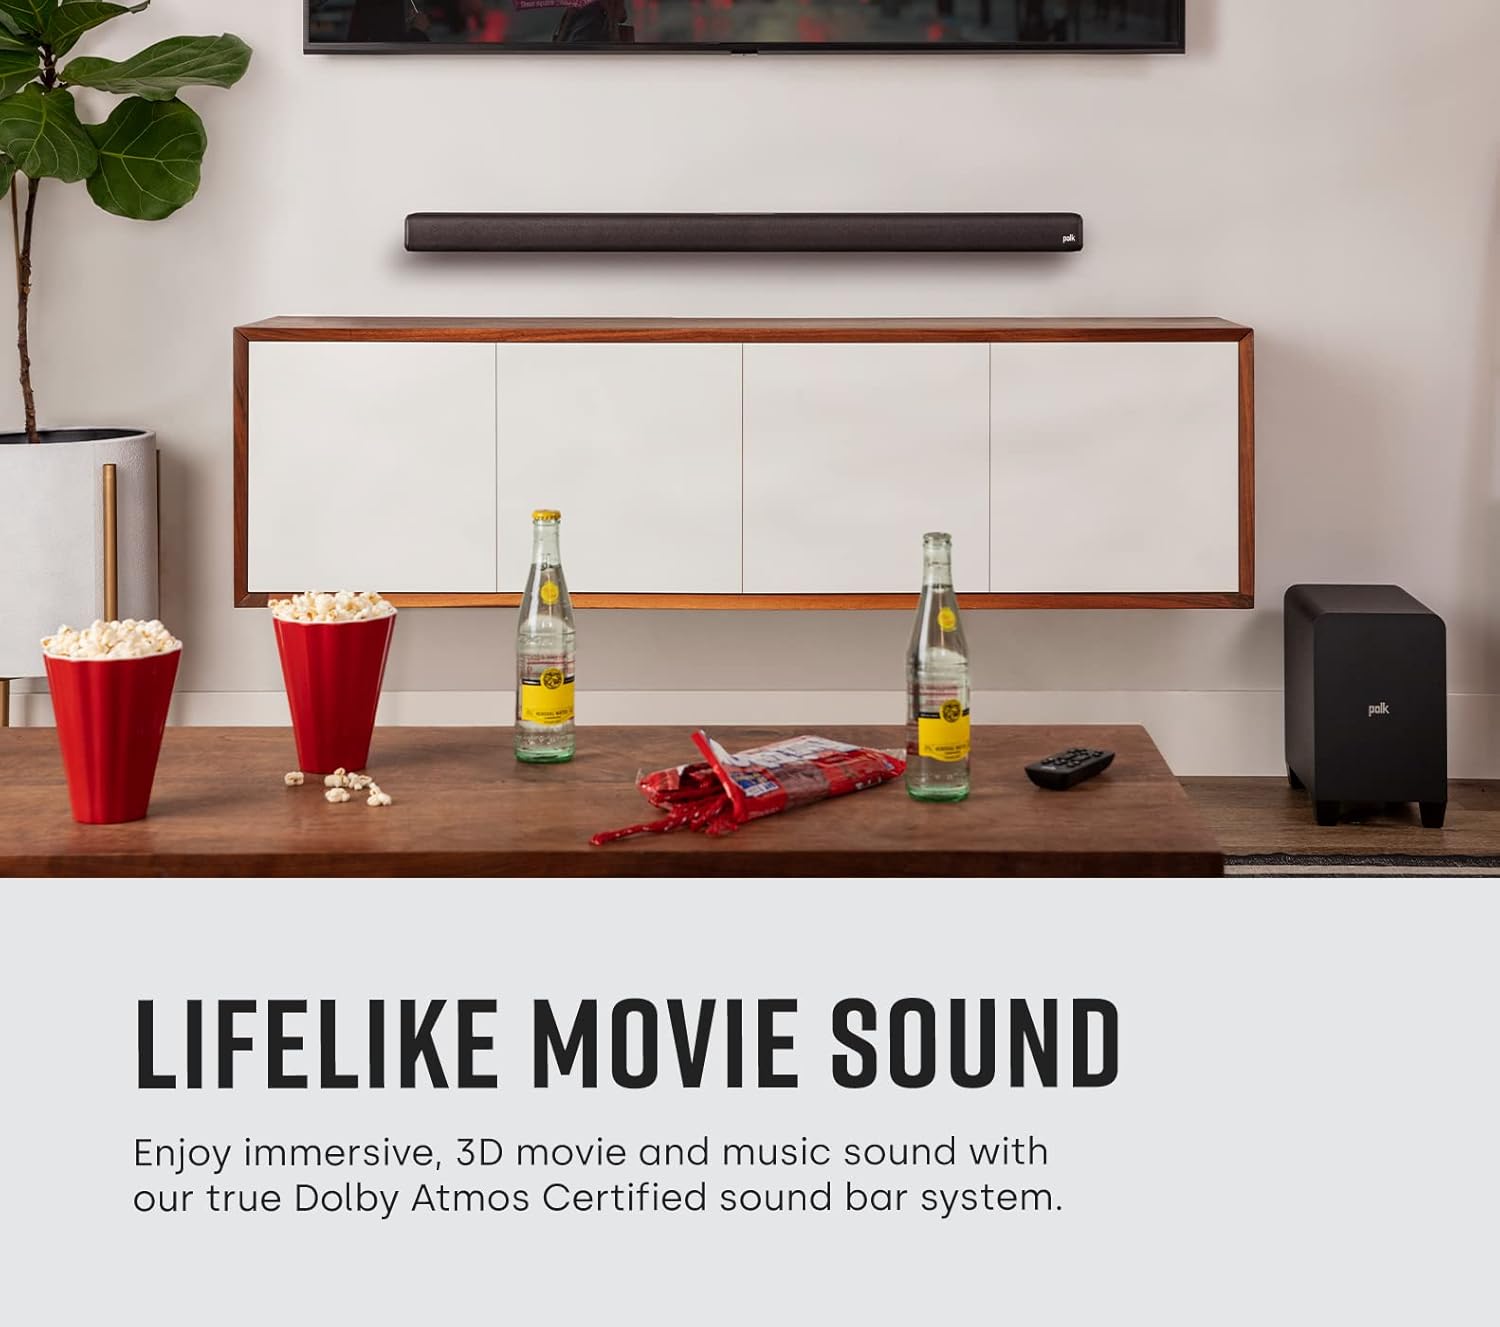 polk
polk
LIFELIKE MOVIE SOUND
Enjoy immersive, 3D movie and music sound with
our true Dolby Atmos Certified sound bar system.